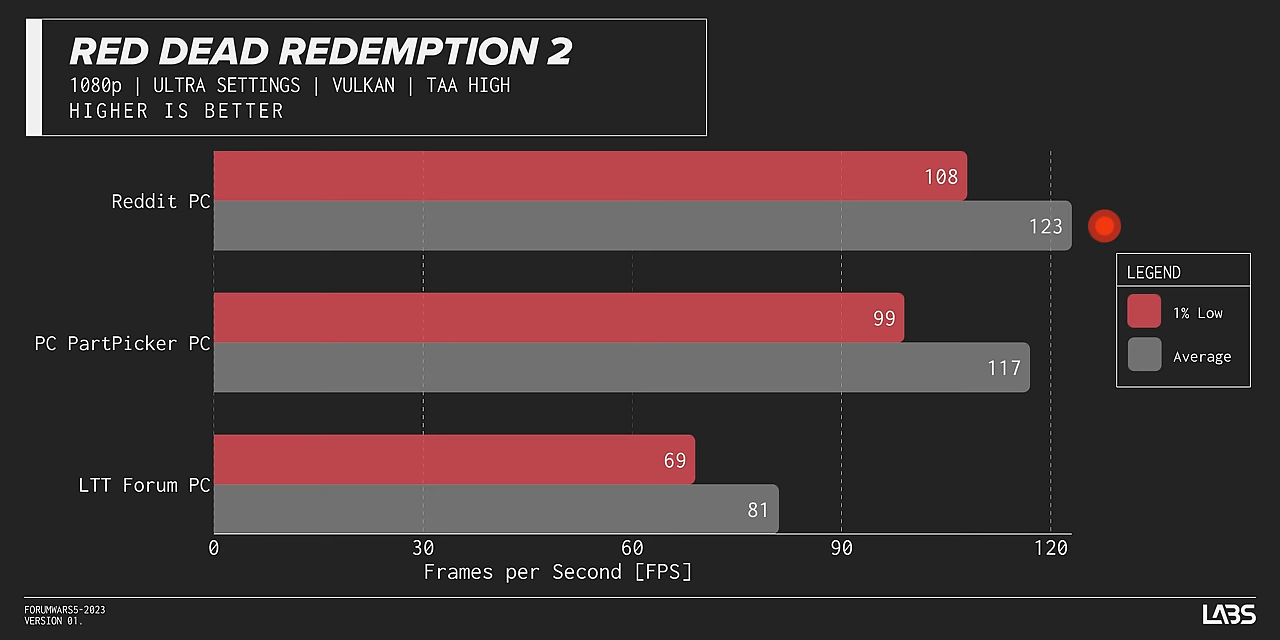 RED DEAD REDEMPTION 2
1080p | ULTRA SETTINGS | VULKAN | TAA HIGH
HIGHER IS BETTER
Reddit PC
108
123
PC PartPicker PC
99
117
LTT Forum PC
69
81
0 30 60 90 120
Frames per Second [FPS]
LEGEND
1% Low
Average
FORUMWARS5-2023
VERSION 01.
LABS